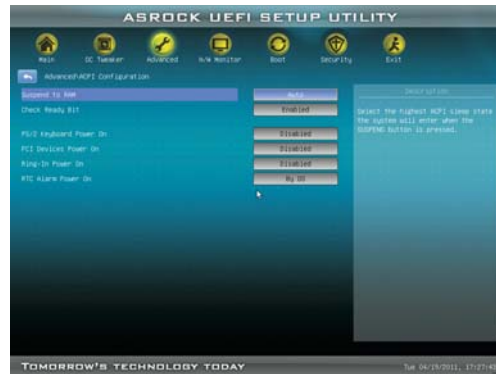 ASROCK UEFI SETUP UTILITY
Main OC Tweaker Advanced H/W Monitor Boot Security Exit
Advanced\ACPI Configuration
Suspend to RAM Auto
Check Ready Bit Enabled
PS/2 Keyboard Power On Disabled
PCI Devices Power On Disabled
Ring-In Power On Disabled
RTC Alarm Power On By OS
Description
Select the highest ACPI sleep state
the system will enter when the
SUSPEND button is pressed.
TOMORROW'S TECHNOLOGY TODAY
Tue 04/19/2011, 17:27:43